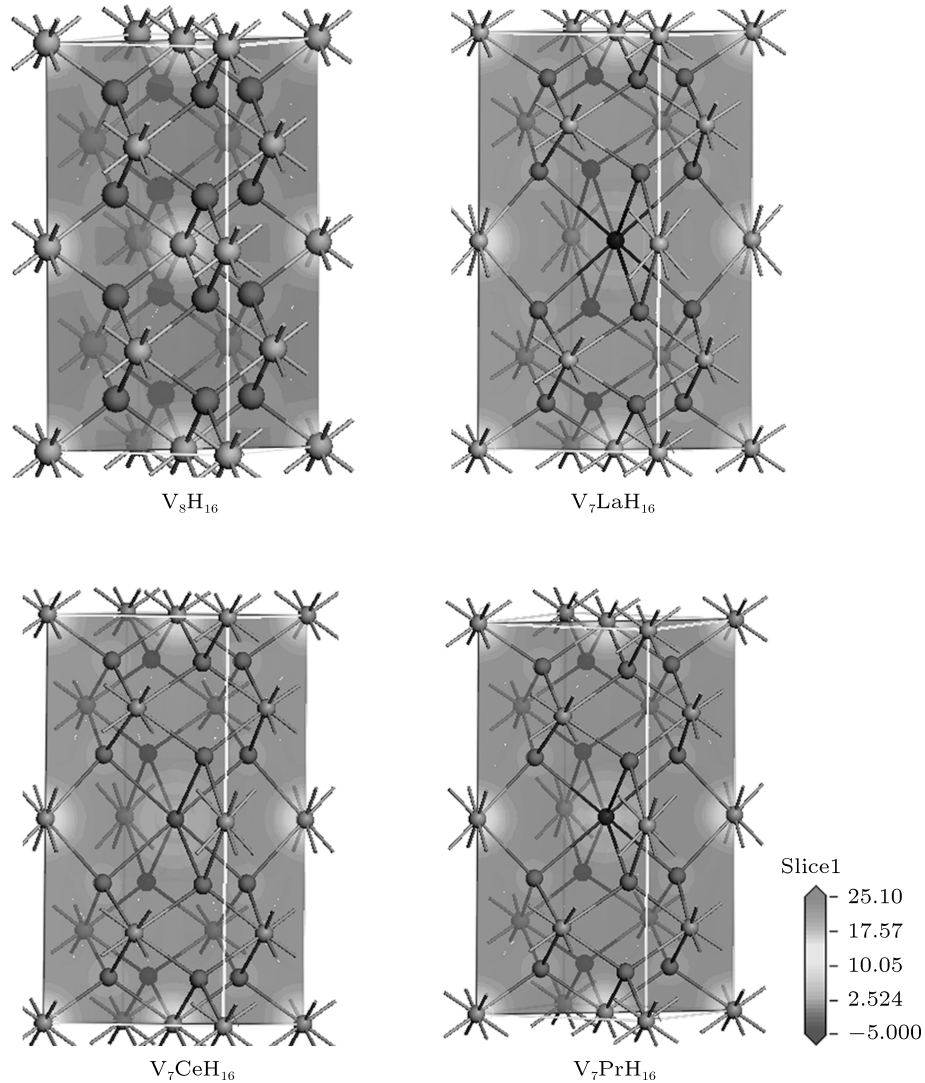 V₈H₁₆
V₇LaH₁₆
Slice1
25.10
17.57
10.05
2.524
−5.000
V₇CeH₁₆
V₇PrH₁₆